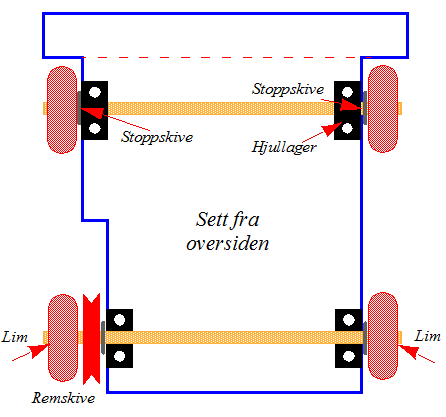 Stoppskive
Stoppskive
Hjullager
Sett fra
oversiden
Lim
Lim
Remskive